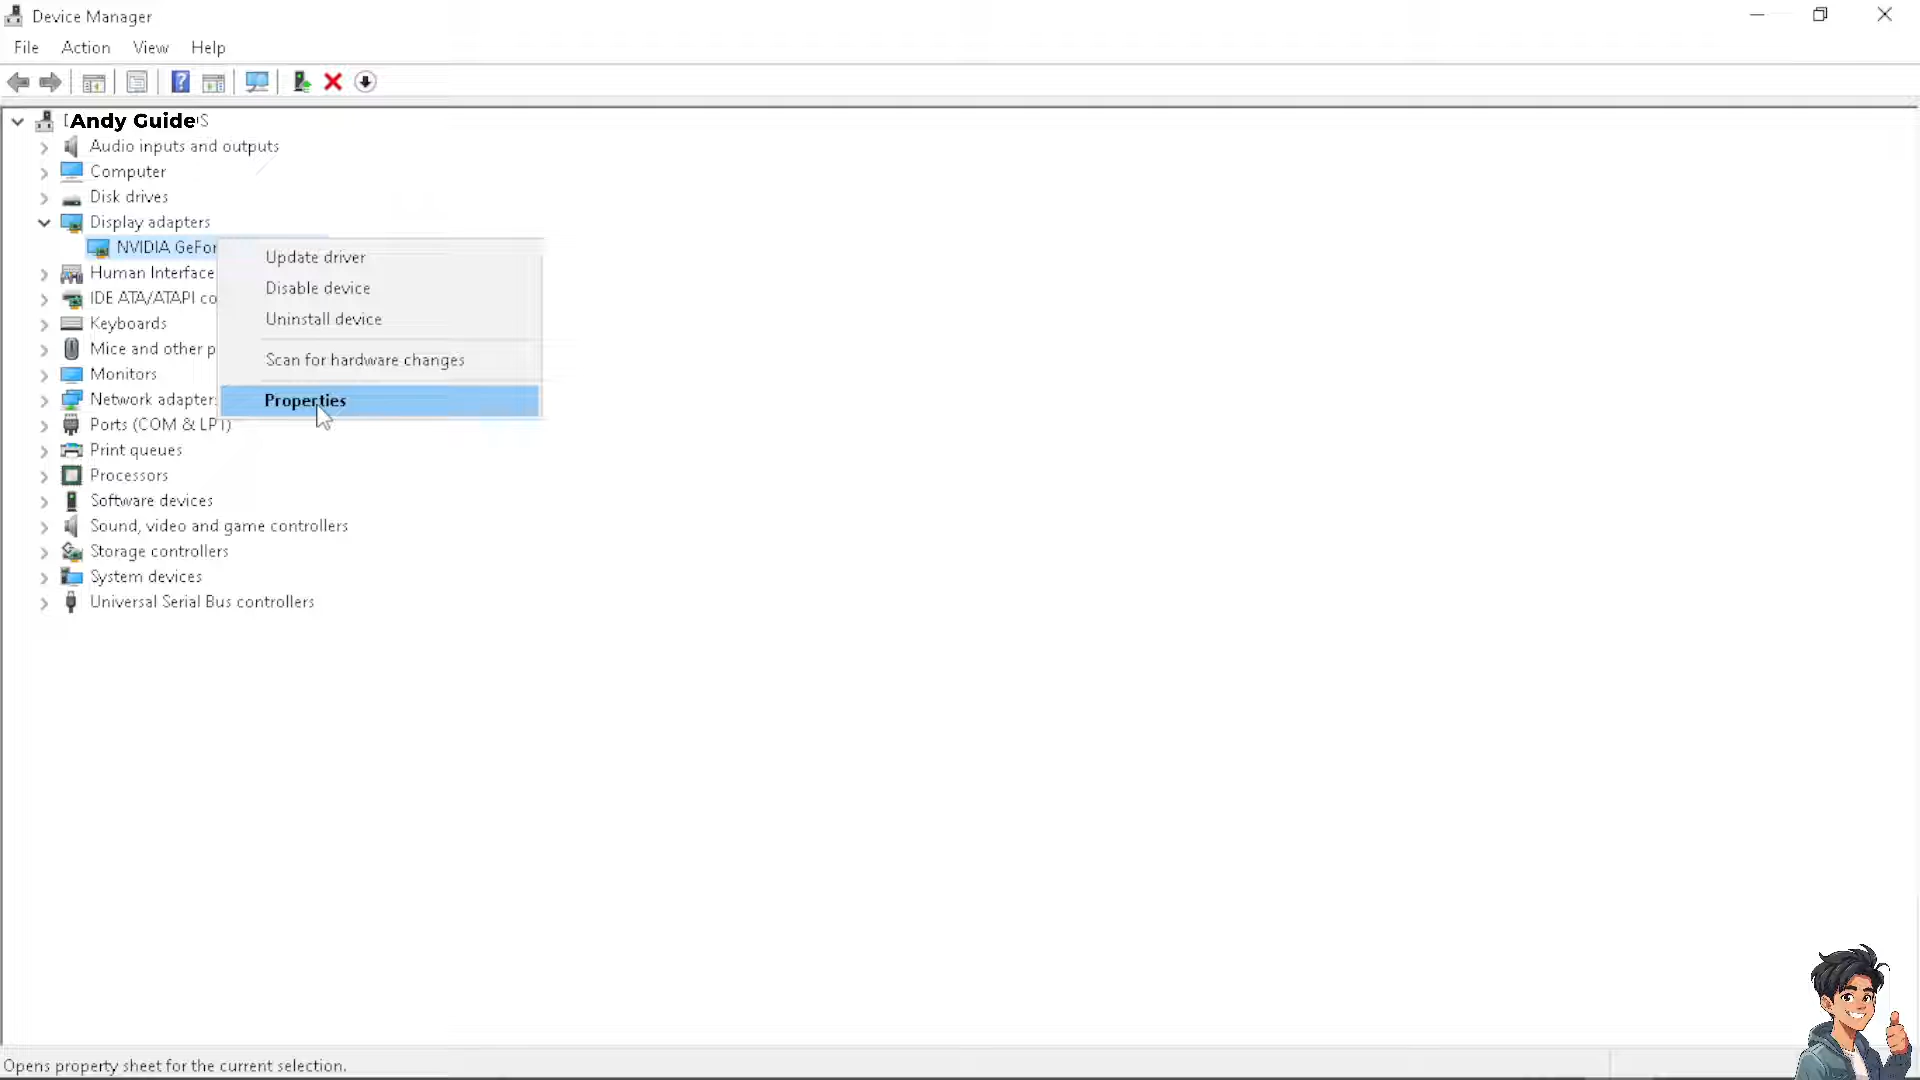 Device Manager
File Action View Help
Andy Guide
Audio inputs and outputs
Computer
Disk drives
Display adapters
NVIDIA GeFor
Update driver
Human Interface
Disable device
IDE ATA/ATAPI co
Uninstall device
Keyboards
Mice and other p
Scan for hardware changes
Monitors
Network adapter
Properties
Ports (COM & LPT)
Print queues
Processors
Software devices
Sound, video and game controllers
Storage controllers
System devices
Universal Serial Bus controllers
Opens property sheet for the current selection.